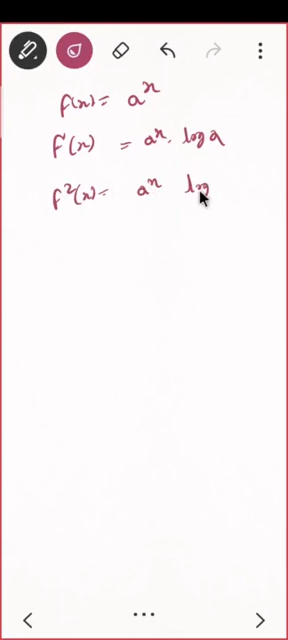 f(x) = a^x
f'(x) = a^x. log a
f²(x) = a^x log